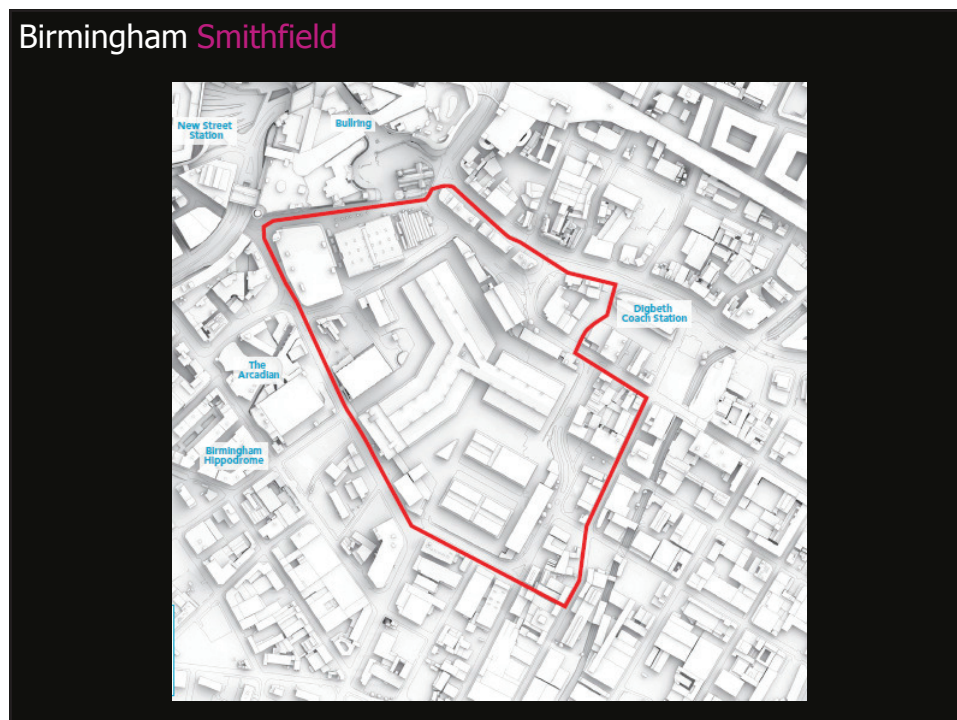 Birmingham Smithfield
New Street
Station
Bullring
Digbeth
Coach Station
The
Arcadian
Birmingham
Hippodrome